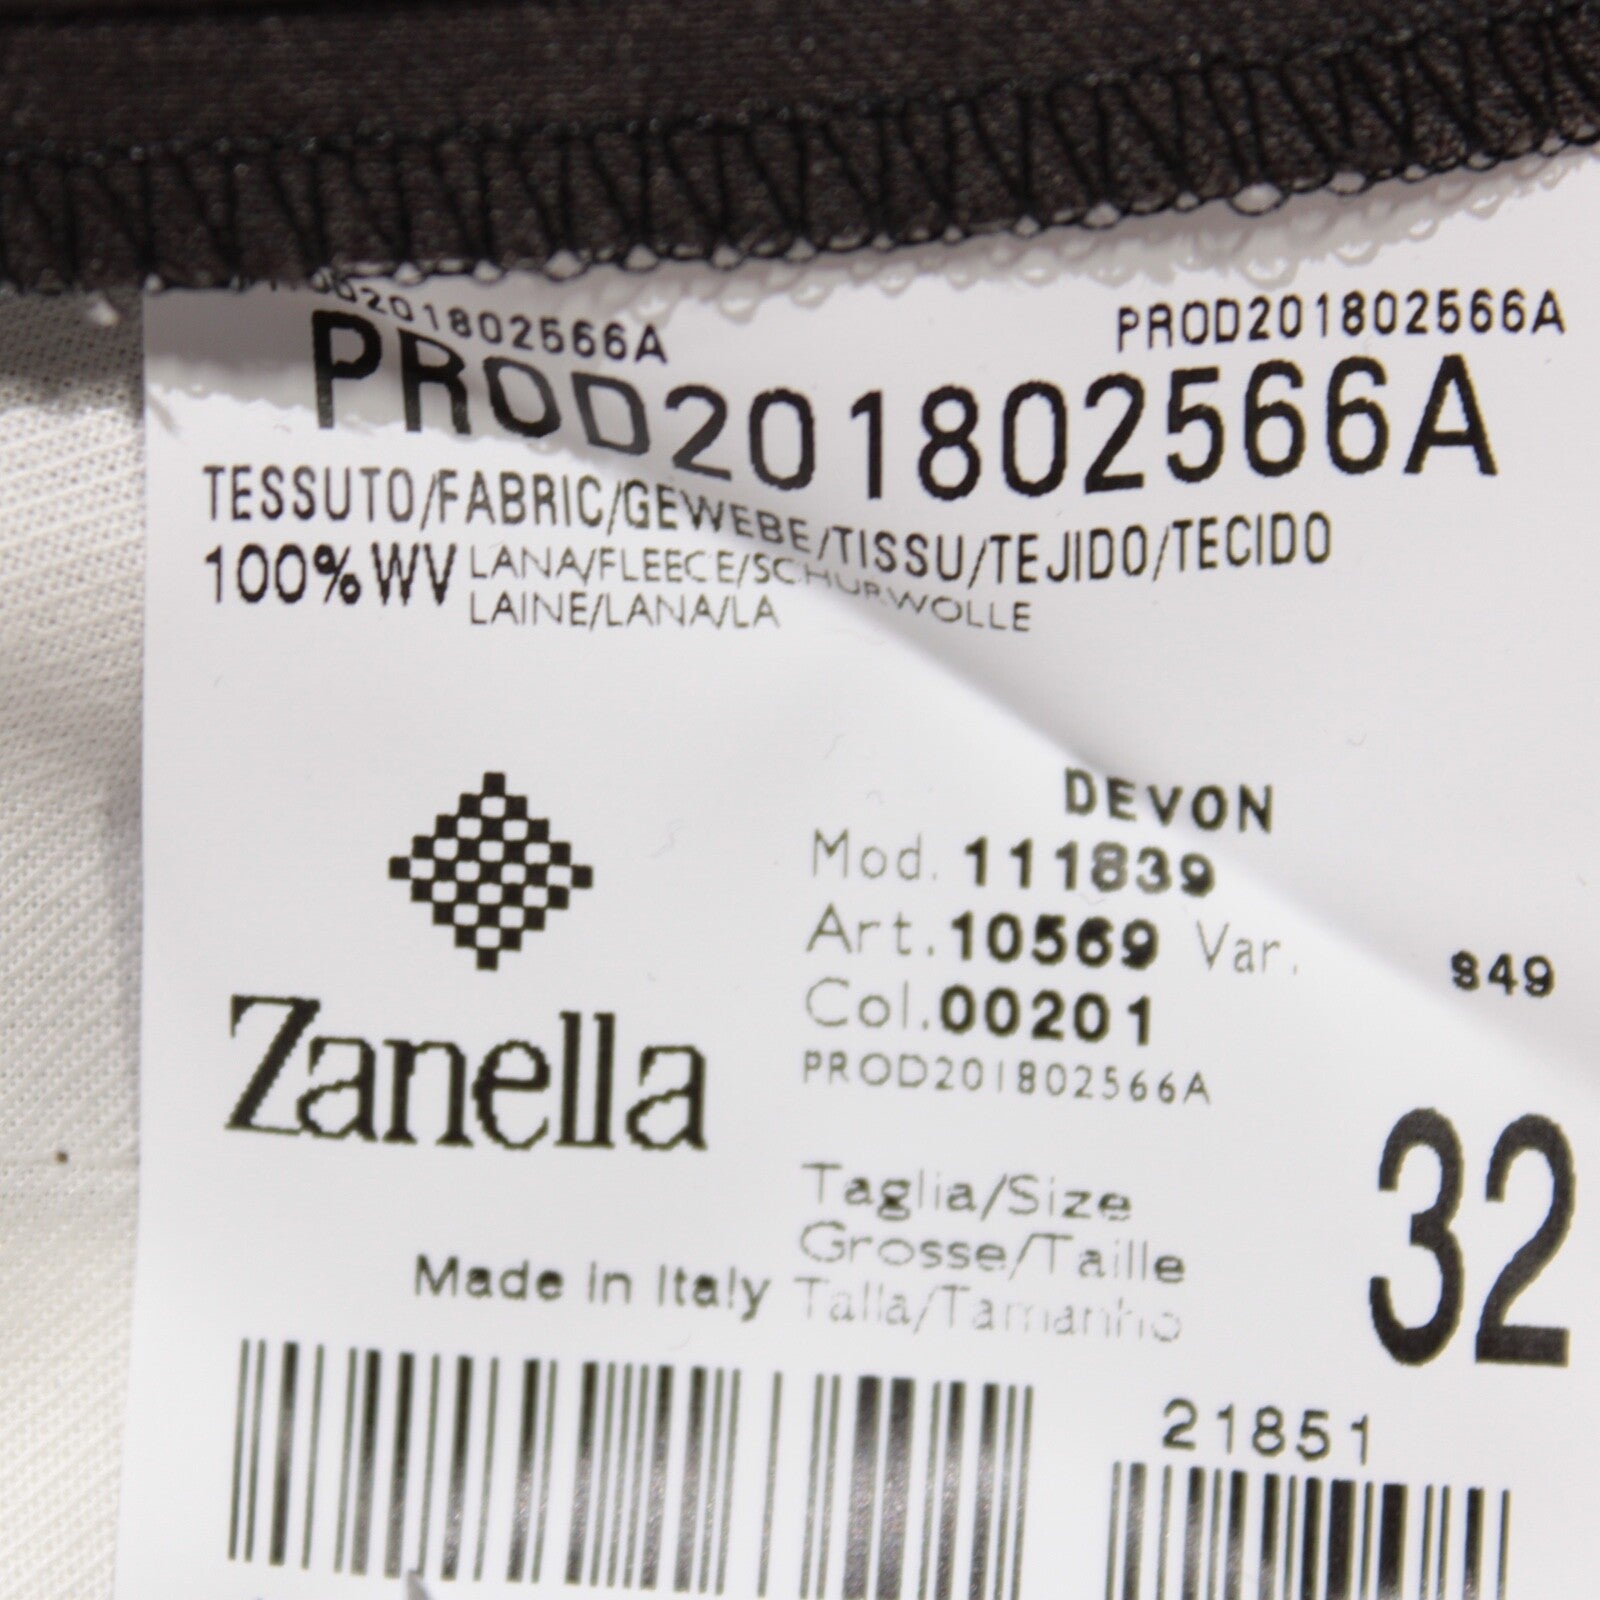 PROD201802566A
PROD201802566A
PROD201802566A
TESSUTO/FABRIC/GEWEBE/TISSU/TEJIDO/TECIDO
100% WV LANA/FLEECE/SCHURWOLLE
LAINE/LANA/LA
DEVON
Mod. 111839
Art. 10569 Var. S49
Col. 00201
PROD201802566A
Zanella
Taglia/Size
Grosse/Taille
Talla/Tamanho
32
Made in Italy
21851